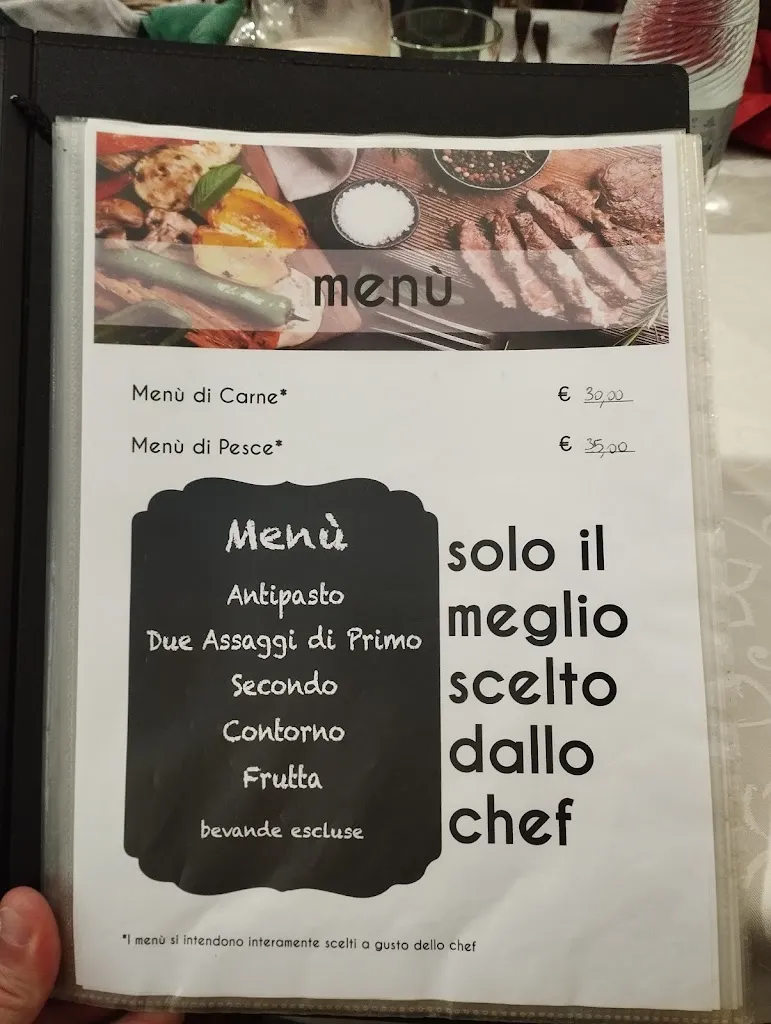 menù
Menù di Carne* € 30,00
Menù di Pesce* € 35,00
Menù
Antipasto
Due Assaggi di Primo
Secondo
Contorno
Frutta
bevande escluse
solo il
meglio
scelto
dallo
chef
*I menù si intendono interamente scelti a gusto dello chef